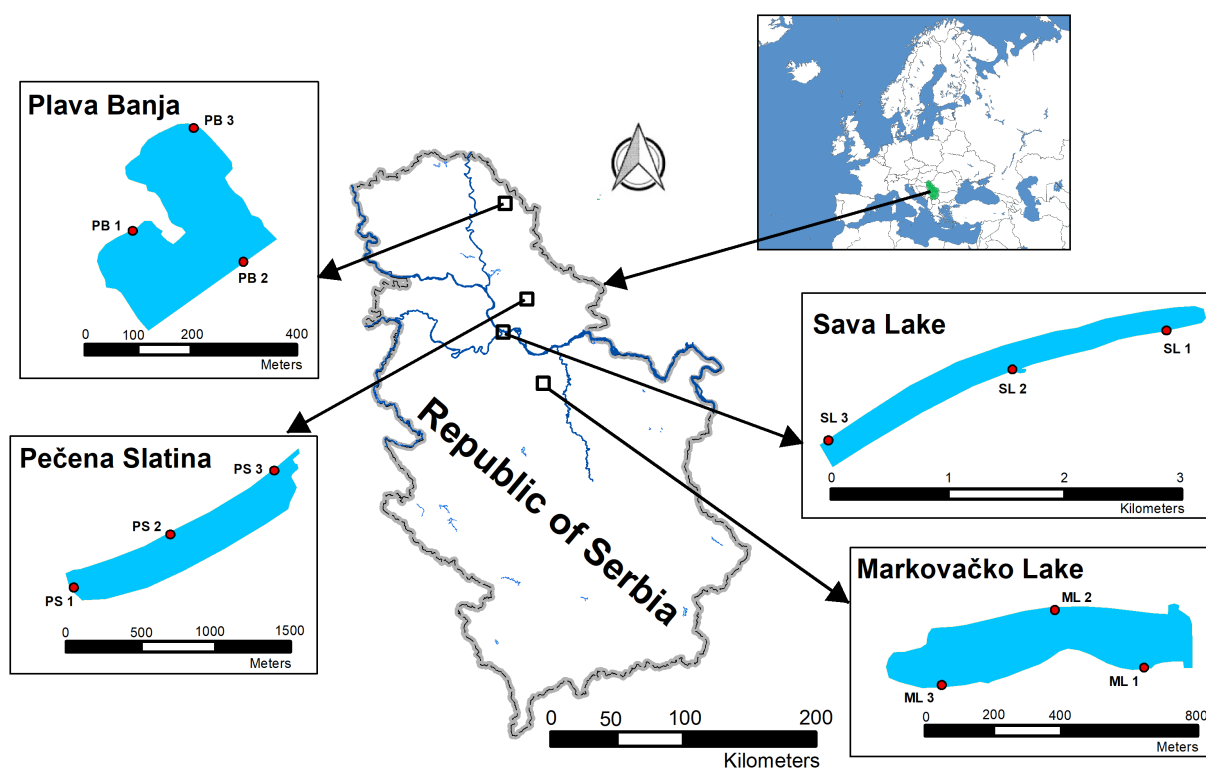 Plava Banja
PB 3
PB 1
PB 2
0 100 200 400
Meters
Pečena Slatina
PS 3
PS 2
PS 1
0 500 1000 1500
Meters
Republic of Serbia
0 50 100 200
Kilometers
Sava Lake
SL 1
SL 2
SL 3
0 1 2 3
Kilometers
Markovačko Lake
ML 2
ML 1
ML 3
0 200 400 800
Meters